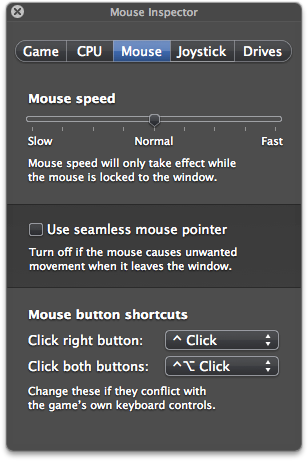 Mouse Inspector
Game CPU Mouse Joystick Drives
Mouse speed
Slow Normal Fast
Mouse speed will only take effect while
the mouse is locked to the window.
Use seamless mouse pointer
Turn off if the mouse causes unwanted
movement when it leaves the window.
Mouse button shortcuts
Click right button: ^ Click
Click both buttons: ^⌥ Click
Change these if they conflict with
the game's own keyboard controls.